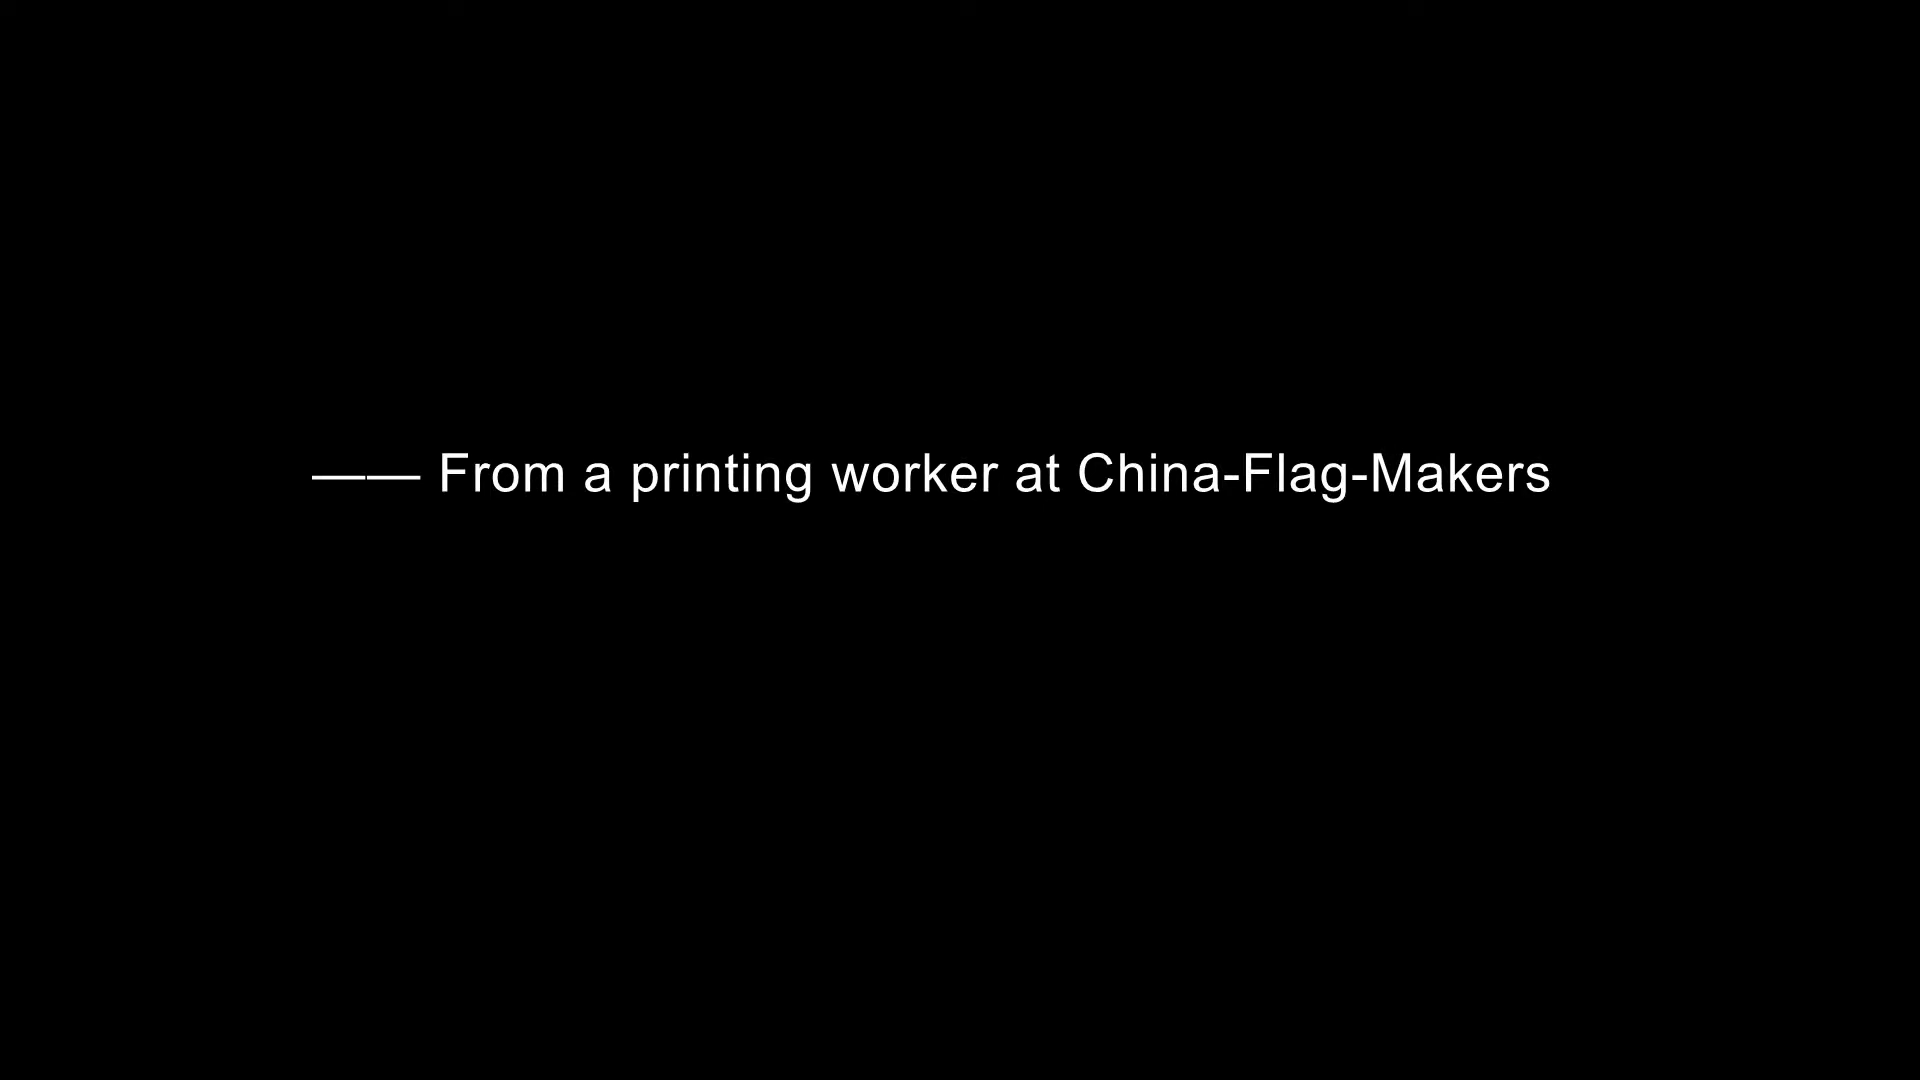 —— From a printing worker at China-Flag-Makers